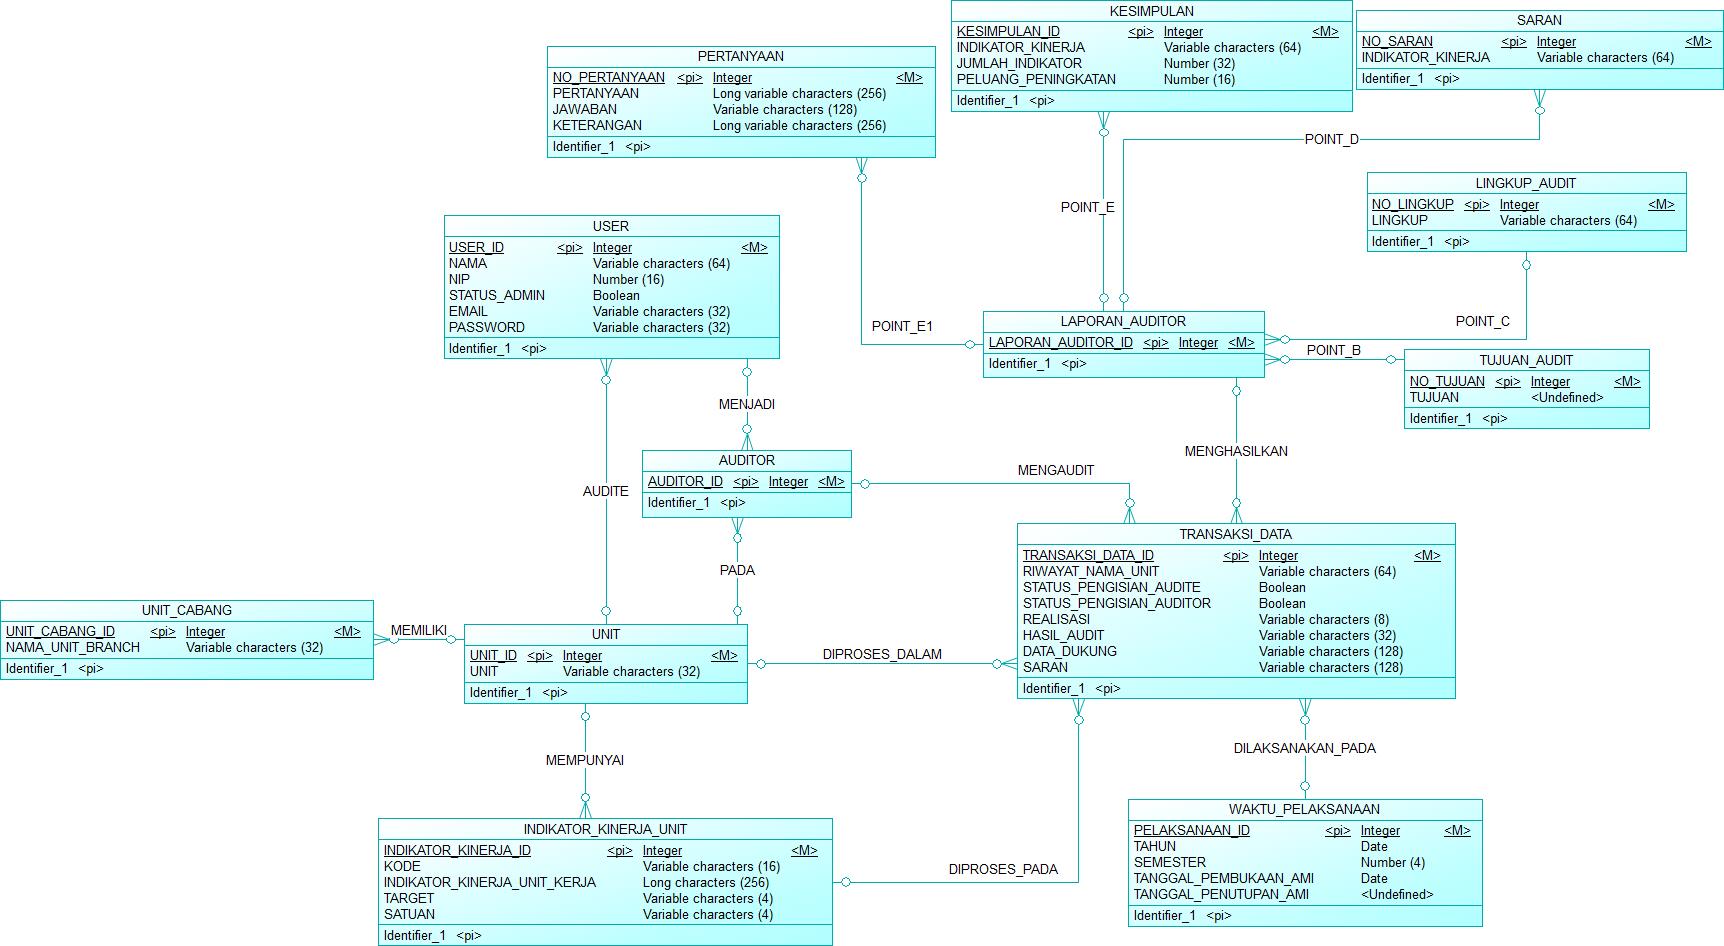 KESIMPULAN
KESIMPULAN_ID <pi> Integer <M>
INDIKATOR_KINERJA Variable characters (64)
JUMLAH_INDIKATOR Number (32)
PELUANG_PENINGKATAN Number (16)
Identifier_1 <pi>
SARAN
NO_SARAN <pi> Integer <M>
INDIKATOR_KINERJA Variable characters (64)
Identifier_1 <pi>
PERTANYAAN
NO_PERTANYAAN <pi> Integer <M>
PERTANYAAN Long variable characters (256)
JAWABAN Variable characters (128)
KETERANGAN Long variable characters (256)
Identifier_1 <pi>
POINT_D
LINGKUP_AUDIT
NO_LINGKUP <pi> Integer <M>
LINGKUP Variable characters (64)
Identifier_1 <pi>
POINT_E
USER
USER_ID <pi> Integer <M>
NAMA Variable characters (64)
NIP Number (16)
STATUS_ADMIN Boolean
EMAIL Variable characters (32)
PASSWORD Variable characters (32)
Identifier_1 <pi>
POINT_E1
LAPORAN_AUDITOR
LAPORAN_AUDITOR_ID <pi> Integer <M>
Identifier_1 <pi>
POINT_C
POINT_B
TUJUAN_AUDIT
NO_TUJUAN <pi> Integer <M>
TUJUAN <Undefined>
Identifier_1 <pi>
MENJADI
AUDITOR
AUDITOR_ID <pi> Integer <M>
Identifier_1 <pi>
MENGAUDIT
MENGHASILKAN
AUDITE
PADA
TRANSAKSI_DATA
TRANSAKSI_DATA_ID <pi> Integer <M>
RIWAYAT_NAMA_UNIT Variable characters (64)
STATUS_PENGISIAN_AUDITE Boolean
STATUS_PENGISIAN_AUDITOR Boolean
REALISASI Variable characters (8)
HASIL_AUDIT Variable characters (32)
DATA_DUKUNG Variable characters (128)
SARAN Variable characters (128)
Identifier_1 <pi>
UNIT_CABANG
UNIT_CABANG_ID <pi> Integer <M>
NAMA_UNIT_BRANCH Variable characters (32)
Identifier_1 <pi>
MEMILIKI
UNIT
UNIT_ID <pi> Integer <M>
UNIT Variable characters (32)
Identifier_1 <pi>
DIPROSES_DALAM
MEMPUNYAI
DILAKSANAKAN_PADA
INDIKATOR_KINERJA_UNIT
INDIKATOR_KINERJA_ID <pi> Integer <M>
KODE Variable characters (16)
INDIKATOR_KINERJA_UNIT_KERJA Long characters (256)
TARGET Variable characters (4)
SATUAN Variable characters (4)
Identifier_1 <pi>
DIPROSES_PADA
WAKTU_PELAKSANAAN
PELAKSANAAN_ID <pi> Integer <M>
TAHUN Date
SEMESTER Number (4)
TANGGAL_PEMBUKAAN_AMI Date
TANGGAL_PENUTUPAN_AMI <Undefined>
Identifier_1 <pi>